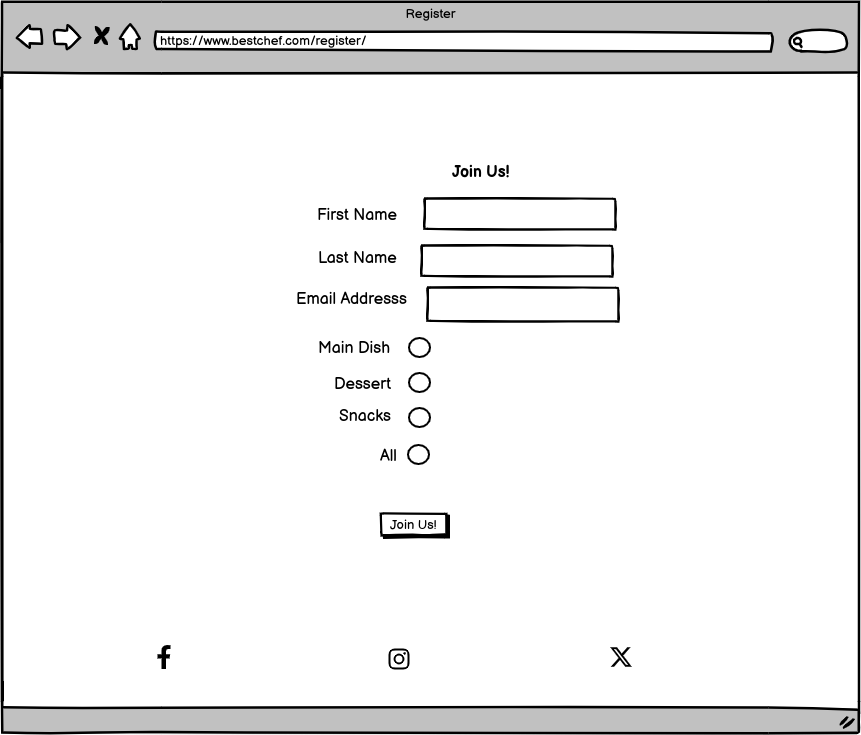 Register
https://www.bestchef.com/register/
Join Us!
First Name
Last Name
Email Addresss
Main Dish
Dessert
Snacks
All
Join Us!